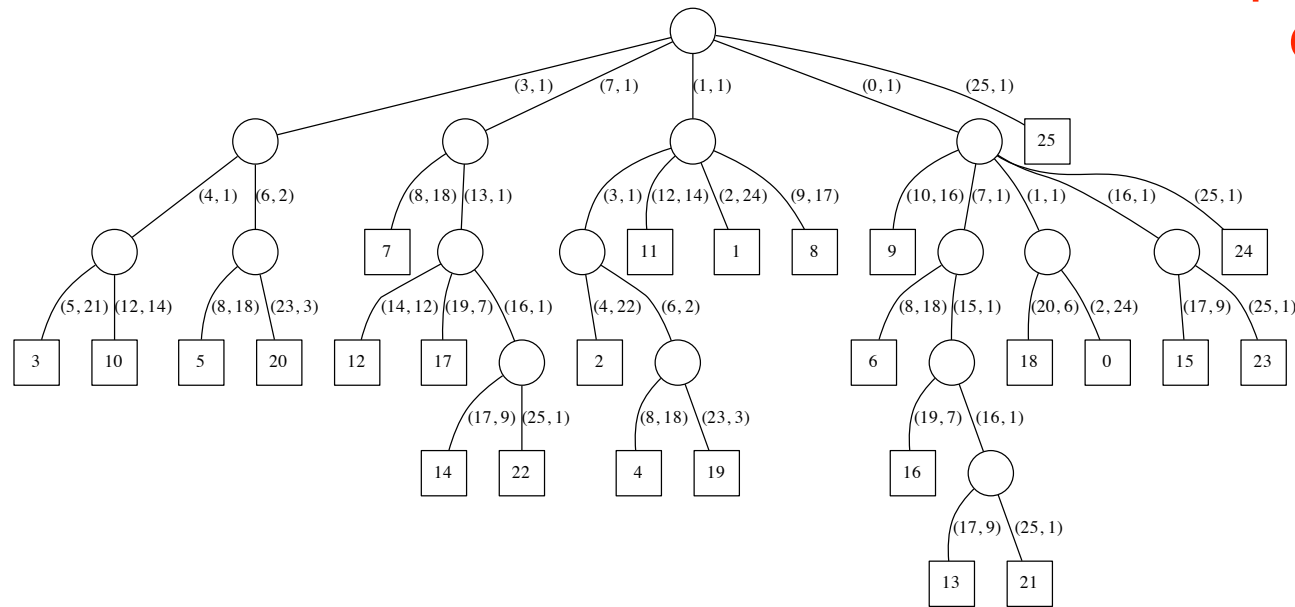 (3, 1) (7, 1) (1, 1) (0, 1) (25, 1)
25
(4, 1) (6, 2) (8, 18) (13, 1) (3, 1) (12, 14) (2, 24) (9, 17) (10, 16) (7, 1) (1, 1) (16, 1) (25, 1)
7 11 1 8 9 24
(5, 21) (12, 14) (8, 18) (23, 3) (14, 12) (19, 7) (16, 1) (4, 22) (6, 2) (8, 18) (15, 1) (20, 6) (2, 24) (17, 9) (25, 1)
3 10 5 20 12 17 2 6 18 0 15 23
(17, 9) (25, 1) (8, 18) (23, 3) (19, 7) (16, 1)
14 22 4 19 16
(17, 9) (25, 1)
13 21